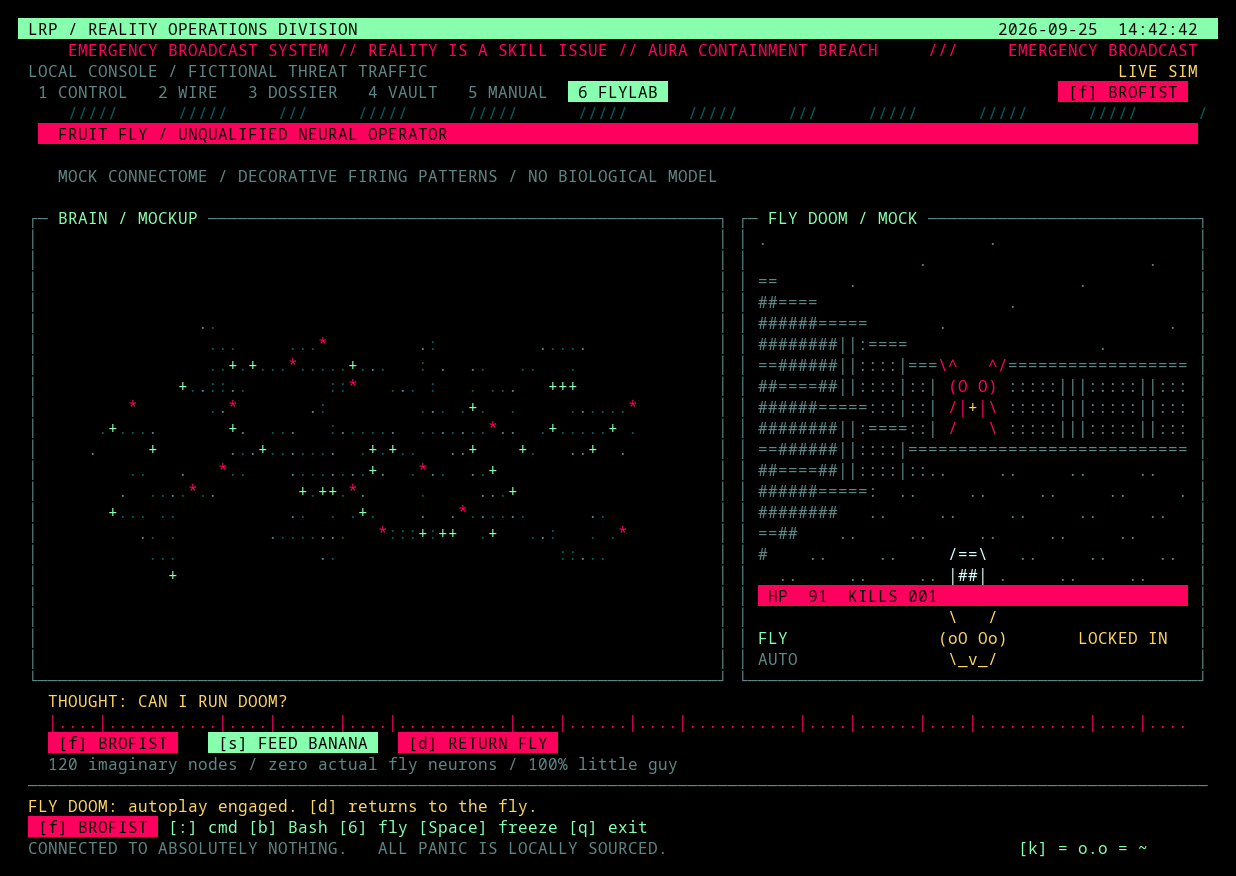 LRP / REALITY OPERATIONS DIVISION 2026-09-25 14:42:42
EMERGENCY BROADCAST SYSTEM // REALITY IS A SKILL ISSUE // AURA CONTAINMENT BREACH /// EMERGENCY BROADCAST
LOCAL CONSOLE / FICTIONAL THREAT TRAFFIC LIVE SIM
1 CONTROL 2 WIRE 3 DOSSIER 4 VAULT 5 MANUAL 6 FLYLAB [f] BROFIST
FRUIT FLY / UNQUALIFIED NEURAL OPERATOR
MOCK CONNECTOME / DECORATIVE FIRING PATTERNS / NO BIOLOGICAL MODEL
BRAIN / MOCKUP
FLY DOOM / MOCK
HP 91 KILLS 001
FLY (oO Oo) LOCKED IN
AUTO \_v_/
THOUGHT: CAN I RUN DOOM?
[f] BROFIST [s] FEED BANANA [d] RETURN FLY
120 imaginary nodes / zero actual fly neurons / 100% little guy
FLY DOOM: autoplay engaged. [d] returns to the fly.
[f] BROFIST [:] cmd [b] Bash [6] fly [Space] freeze [q] exit
CONNECTED TO ABSOLUTELY NOTHING. ALL PANIC IS LOCALLY SOURCED. [k] = o.o = ~